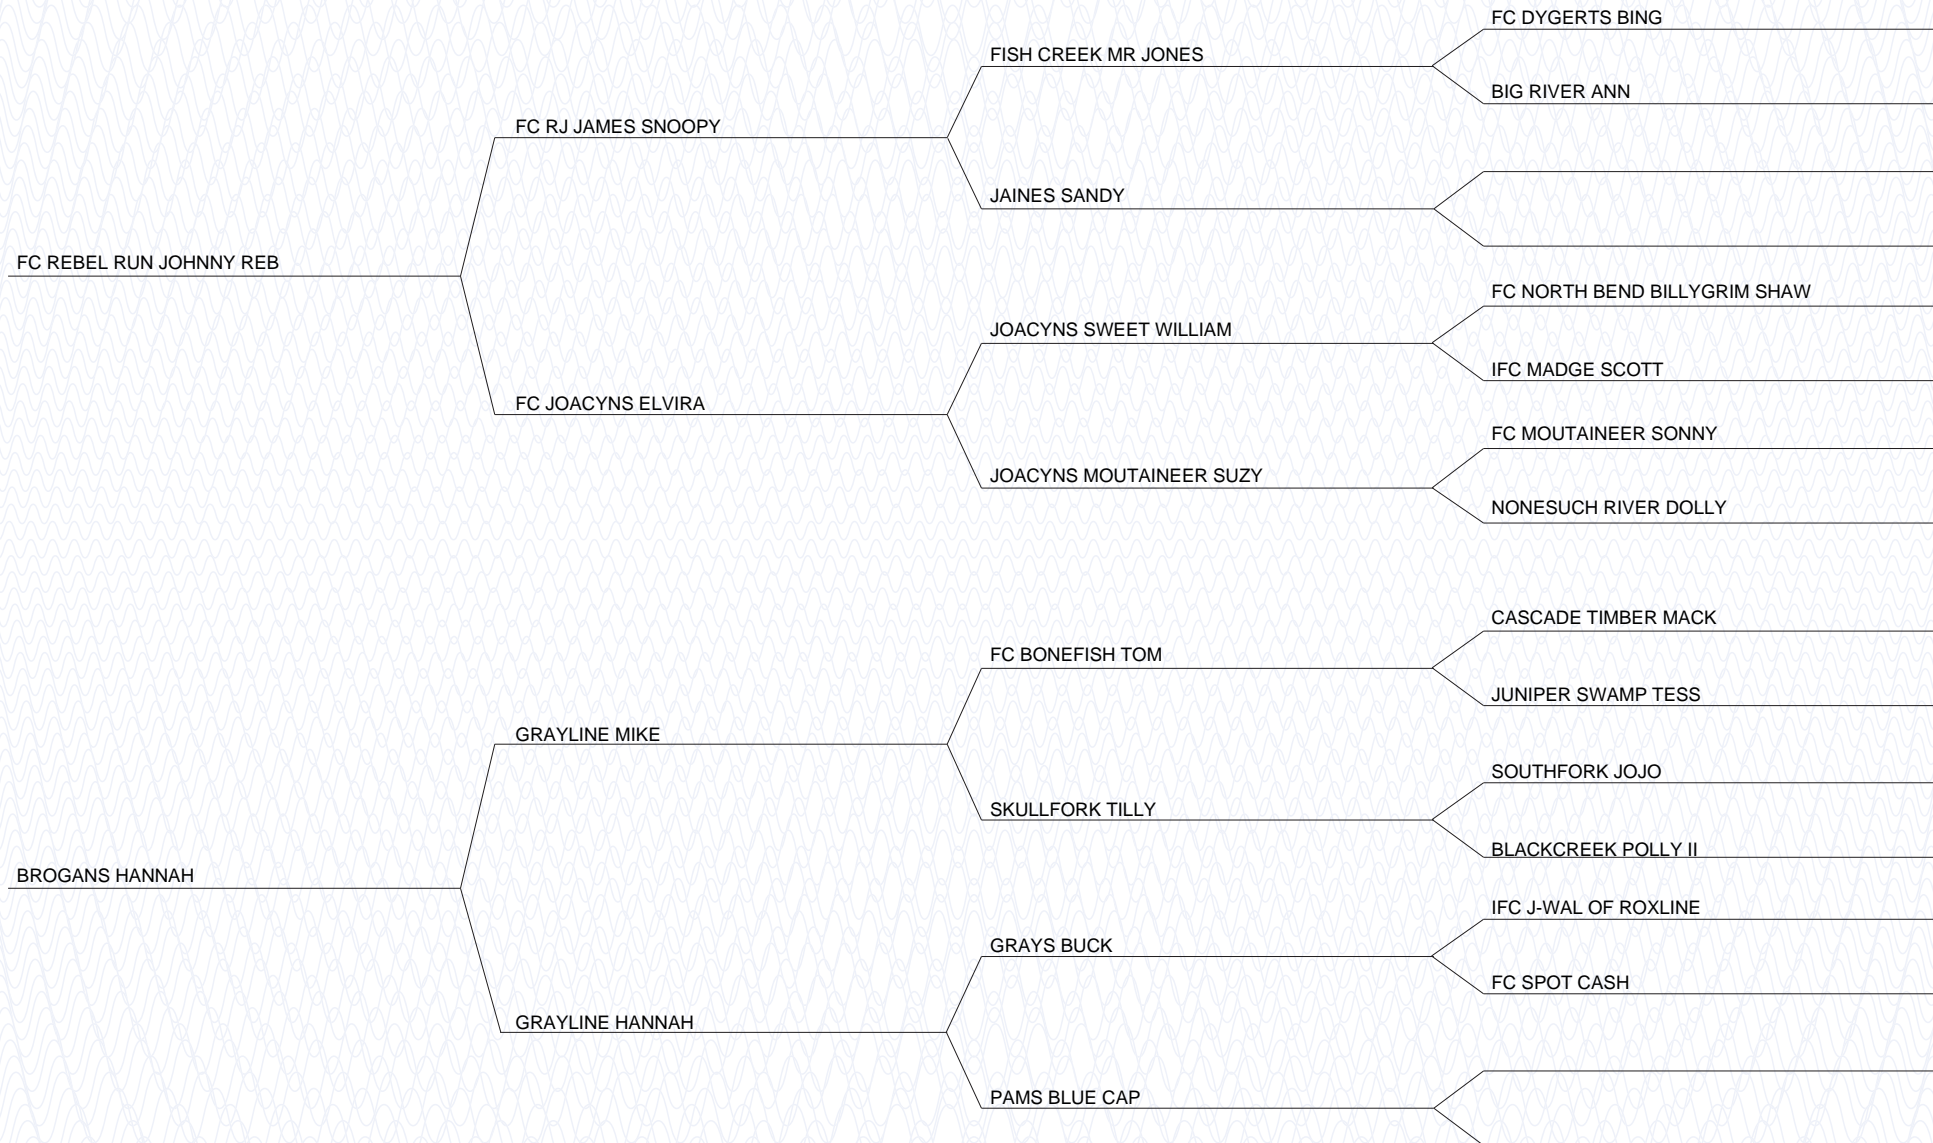 FC DYGERTS BING
FISH CREEK MR JONES
BIG RIVER ANN
FC RJ JAMES SNOOPY
JAINES SANDY
FC REBEL RUN JOHNNY REB
FC NORTH BEND BILLYGRIM SHAW
JOACYNS SWEET WILLIAM
IFC MADGE SCOTT
FC JOACYNS ELVIRA
FC MOUTAINEER SONNY
JOACYNS MOUTAINEER SUZY
NONESUCH RIVER DOLLY
CASCADE TIMBER MACK
FC BONEFISH TOM
JUNIPER SWAMP TESS
GRAYLINE MIKE
SOUTHFORK JOJO
SKULLFORK TILLY
BLACKCREEK POLLY II
BROGANS HANNAH
IFC J-WAL OF ROXLINE
GRAYS BUCK
FC SPOT CASH
GRAYLINE HANNAH
PAMS BLUE CAP